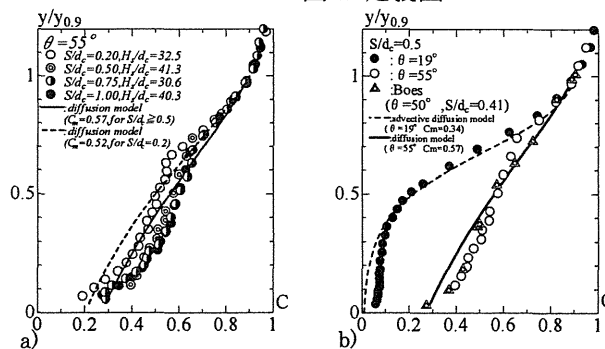 y/y0.9
θ=55°
S/dc=0.20,Hs/dc=32.5
S/dc=0.50,Hs/dc=41.3
S/dc=0.75,Hs/dc=30.6
S/dc=1.00,Hs/dc=40.3
:diffusion model
(Cm=0.57,for S/dc≧0.5)
:diffusion model
(Cm=0.52,for S/dc=0.2)
1
0.5
0
0 0.2 0.4 0.6 0.8 1
C
a)
y/y0.9
S/dc=0.5
:θ=19°
:θ=55°
:Boes
(θ=50° ,S/dc=0.41)
:advective diffusion model
(θ=19° Cm=0.34)
:diffusion model
(θ=55° Cm=0.57)
1
0.5
0
0 0.2 0.4 0.6 0.8 1
C
b)